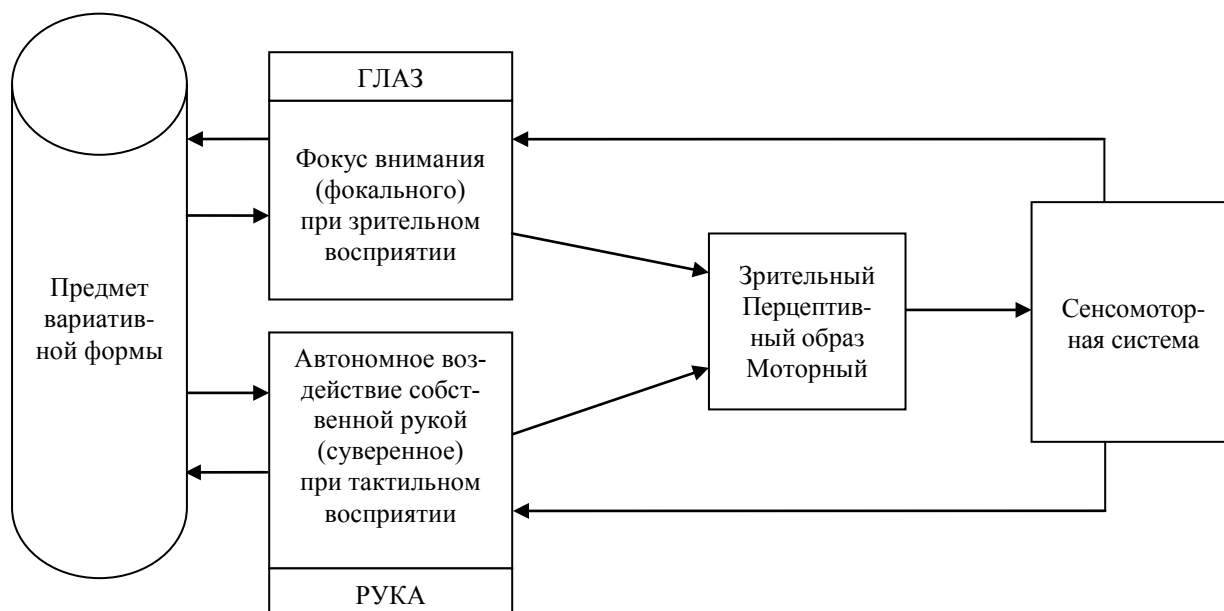 ГЛАЗ
Фокус внимания
(фокального)
при зрительном
восприятии
Предмет
вариатив-
ной формы
Зрительный
Перцептив-
ный образ
Моторный
Сенсомотор-
ная система
Автономное воз-
действие собст-
венной рукой
(суверенное)
при тактильном
восприятии
РУКА